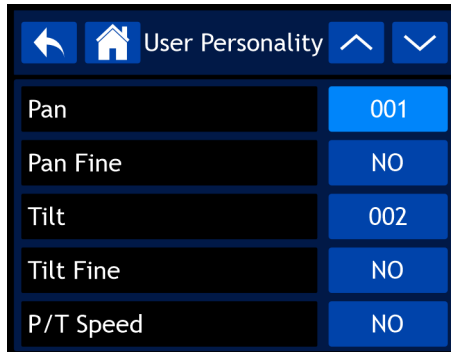 User Personality
Pan 001
Pan Fine NO
Tilt 002
Tilt Fine NO
P/T Speed NO